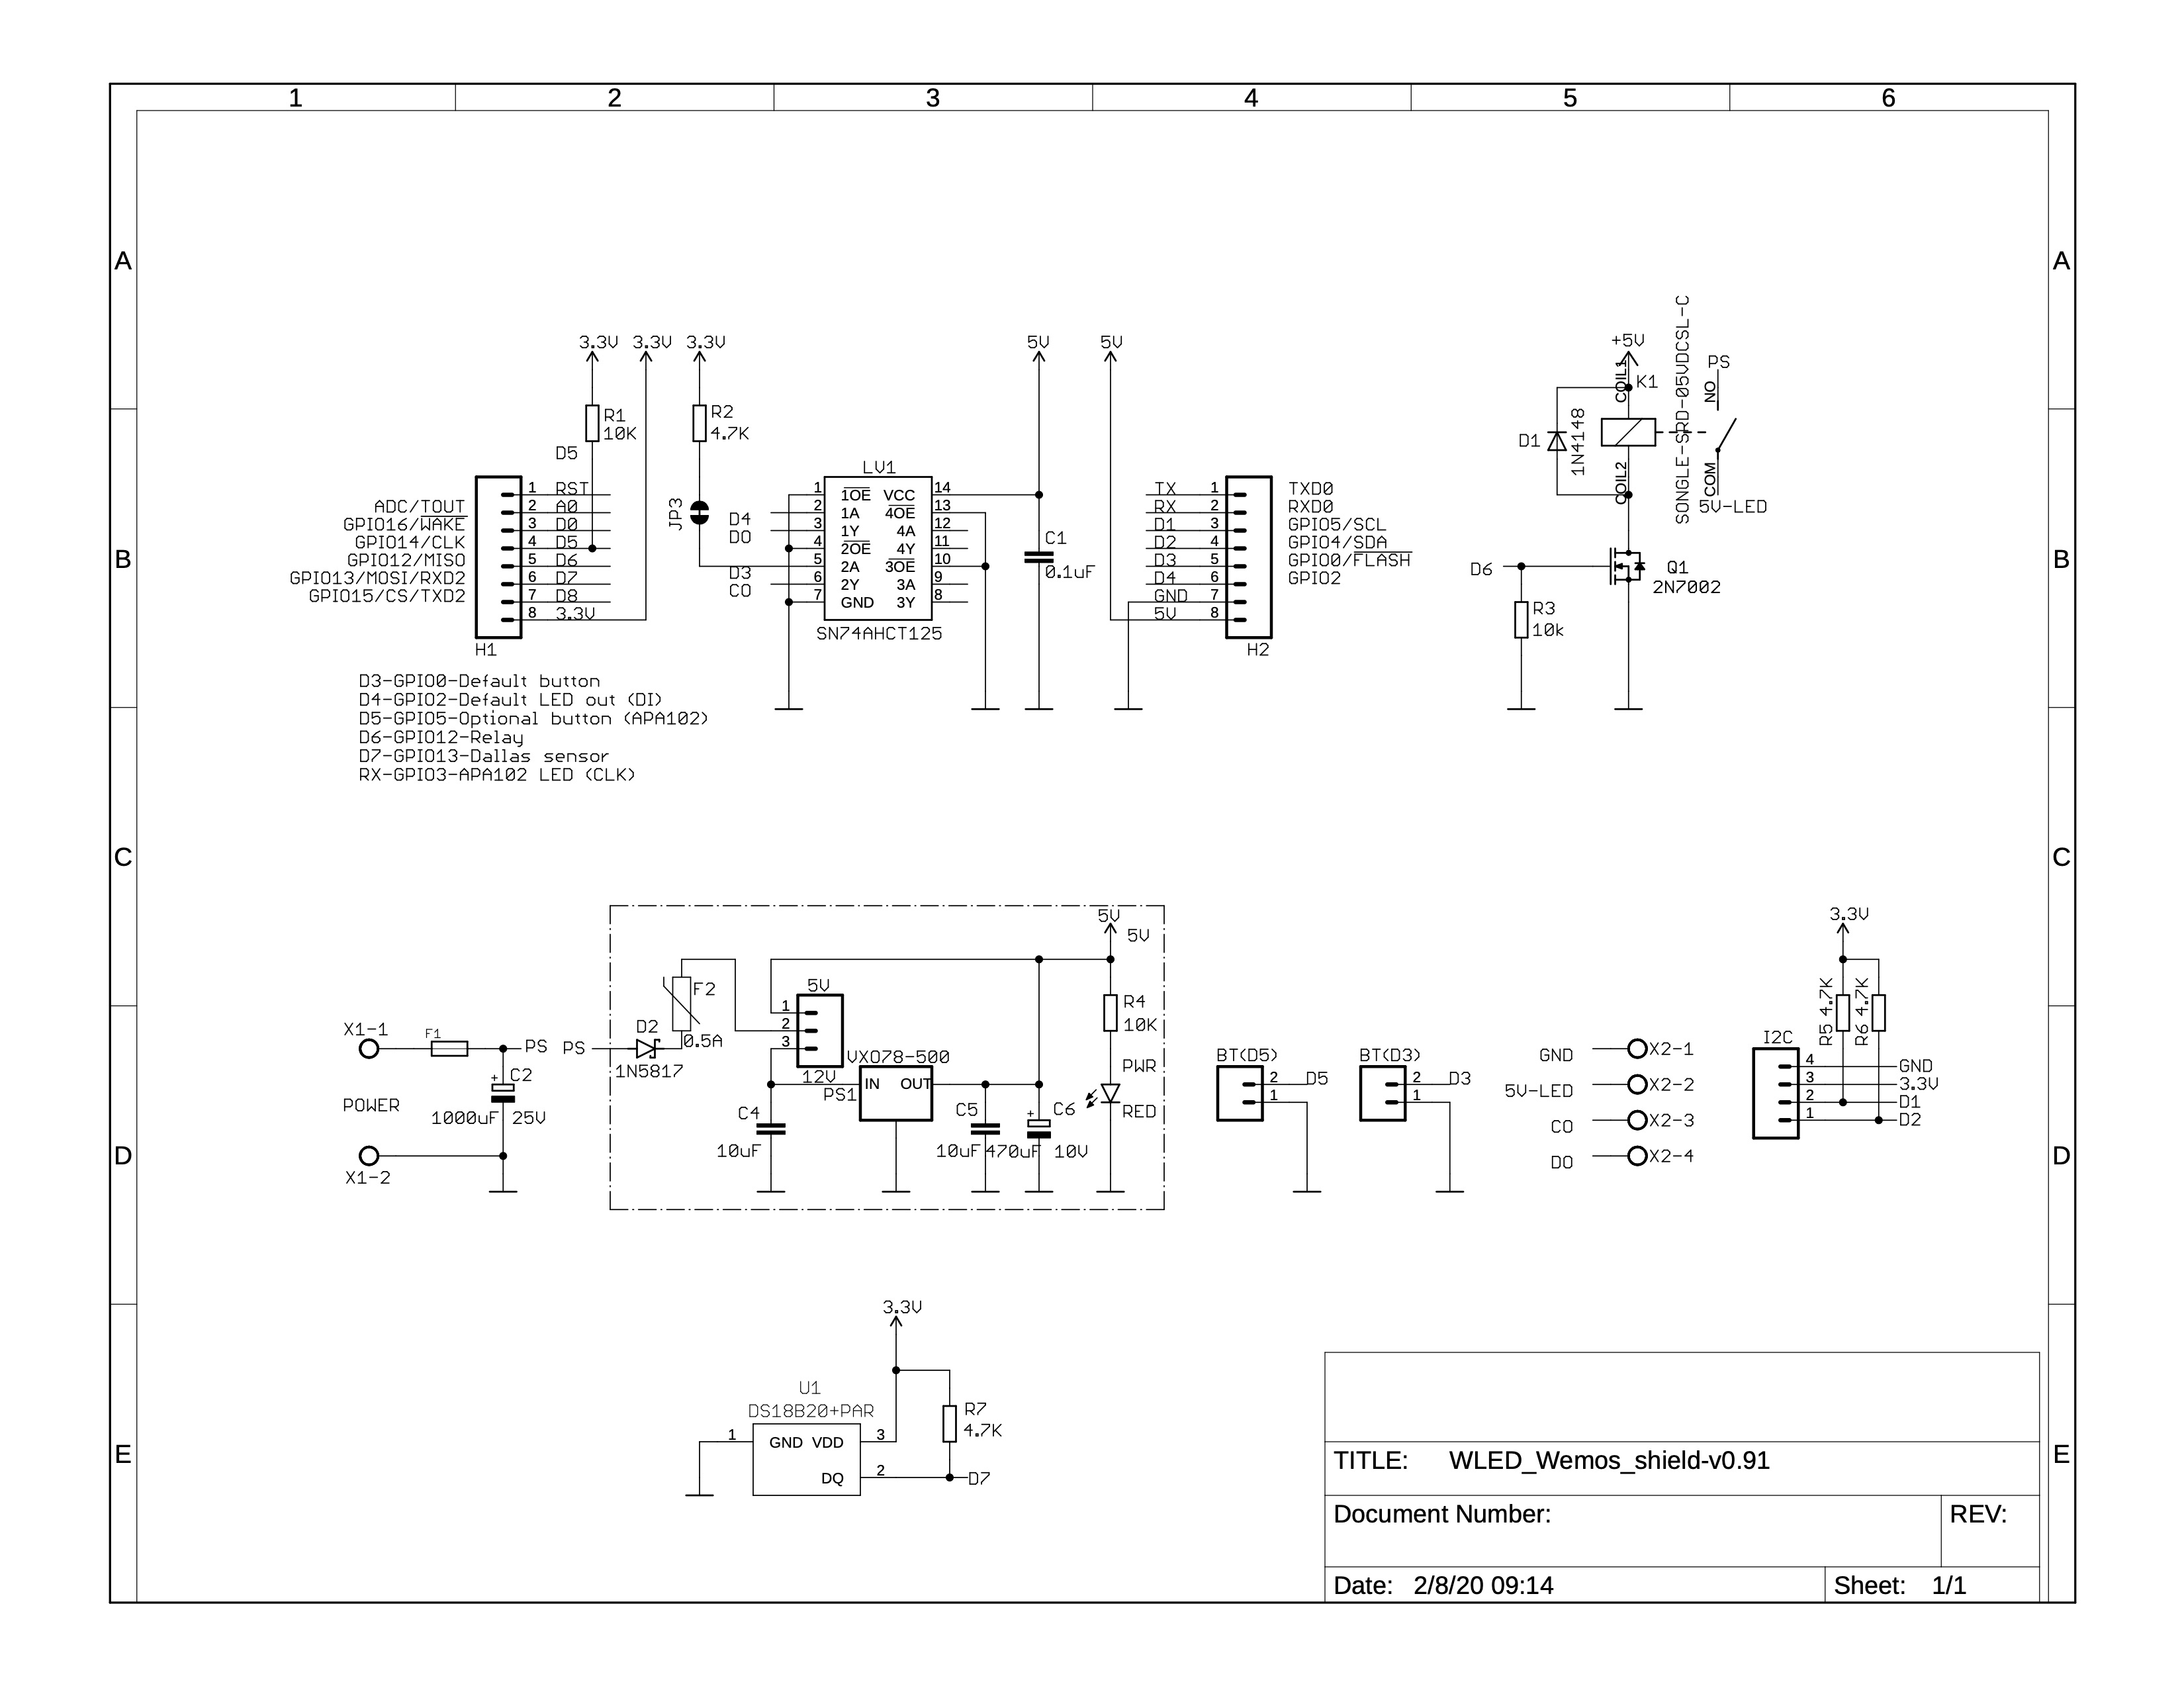 1 2 3 4 5 6
A A
B B
C C
D D
E E
3.3V 3.3V 3.3V
R1
10K
D5
R2
4.7K
JP3
ADC/TOUT
GPIO16/WAKE
GPIO14/CLK
GPIO12/MISO
GPIO13/MOSI/RXD2
GPIO15/CS/TXD2
1 RST
2 A0
3 D0
4 D5
5 D6
6 D7
7 D8
8 3.3V
H1
D3-GPIO0-Default button
D4-GPIO2-Default LED out (DI)
D5-GPIO5-Optional button (APA102)
D6-GPIO12-Relay
D7-GPIO13-Dallas sensor
RX-GPIO3-APA102 LED (CLK)
LV1
D4
DO
D3
CO
1 1OE VCC 14
2 1A 4OE 13
3 1Y 4A 12
4 2OE 4Y 11
5 2A 3OE 10
6 2Y 3A 9
7 GND 3Y 8
SN74AHCT125
5V
C1
0.1uF
5V
TX 1 TXD0
RX 2 RXD0
D1 3 GPIO5/SCL
D2 4 GPIO4/SDA
D3 5 GPIO0/FLASH
D4 6 GPIO2
GND 7
5V 8
H2
+5V
COIL1
K1
D1
1N4148
COIL2
SONGLE-SRD-05VDCSL-C
PS
NO
COM
5V-LED
D6
Q1
2N7002
R3
10k
X1-1
F1
PS
C2
+
1000uF 25V
POWER
X1-2
PS
D2
1N5817
F2
0.5A
5V
1
2
3
12V
VXO78-500
IN OUT
PS1
C4
10uF
C5
10uF
C6
+
470uF 10V
5V
5V
R4
10K
PWR
RED
BT(D5)
2 D5
1
BT(D3)
2 D3
1
GND X2-1
5V-LED X2-2
CO X2-3
DO X2-4
3.3V
R5 4.7K
R6 4.7K
I2C
4 GND
3 3.3V
2 D1
1 D2
3.3V
U1
DS18B20+PAR
1 GND VDD 3
DQ 2
R7
4.7K
D7
TITLE: WLED_Wemos_shield-v0.91
Document Number:
REV:
Date: 2/8/20 09:14
Sheet: 1/1